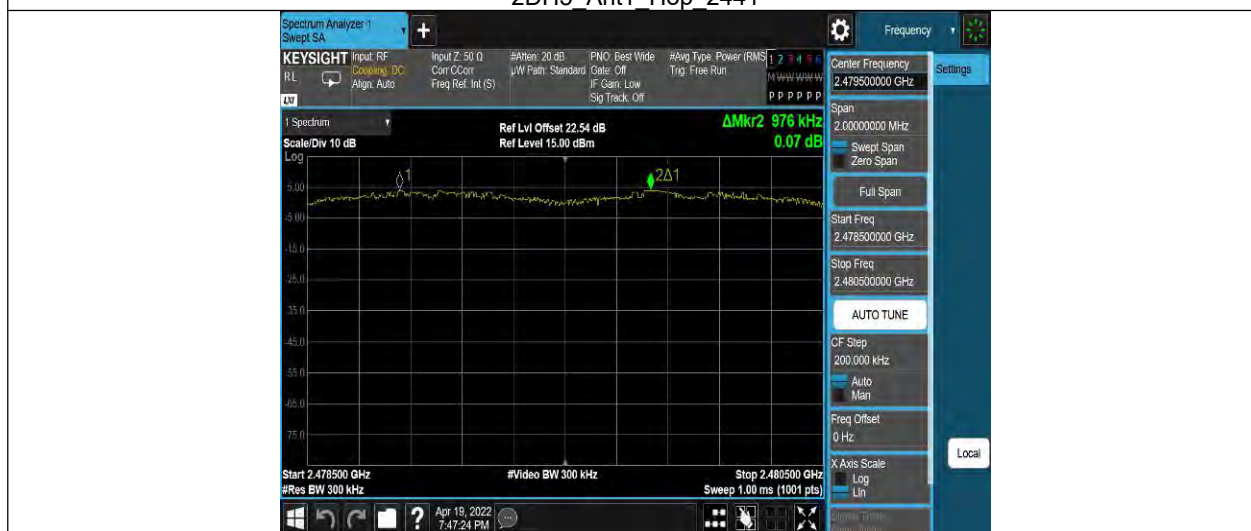 2DH5_Ant1_Hop_2441
Spectrum Analyzer 1
Swept SA
+
Frequency
KEYSIGHT
RL
LXI
Input: RF
Coupling: DC
Align: Auto
Input Z: 50 Ω
Corr CCorr
Freq Ref: Int (S)
#Atten: 20 dB
µW Path: Standard
PNO: Best Wide
Gate: Off
IF Gain: Low
Sig Track: Off
#Avg Type: Power (RMS
Trig: Free Run
1 2 3 4 5 6
M W W W W W
P P P P P P
Center Frequency
2.479500000 GHz
Settings
Span
2.00000000 MHz
Swept Span
Zero Span
Full Span
Start Freq
2.478500000 GHz
Stop Freq
2.480500000 GHz
AUTO TUNE
CF Step
200.000 kHz
Auto
Man
Freq Offset
0 Hz
X Axis Scale
Log
Lin
Local
1 Spectrum
Scale/Div 10 dB
Log
Ref Lvl Offset 22.54 dB
Ref Level 15.00 dBm
ΔMkr2 976 kHz
0.07 dB
1
2Δ1
5.00
-5.00
-15.0
-25.0
-35.0
-45.0
-55.0
-65.0
-75.0
Start 2.478500 GHz
#Res BW 300 kHz
#Video BW 300 kHz
Stop 2.480500 GHz
Sweep 1.00 ms (1001 pts)
?
Apr 19, 2022
7:47:24 PM